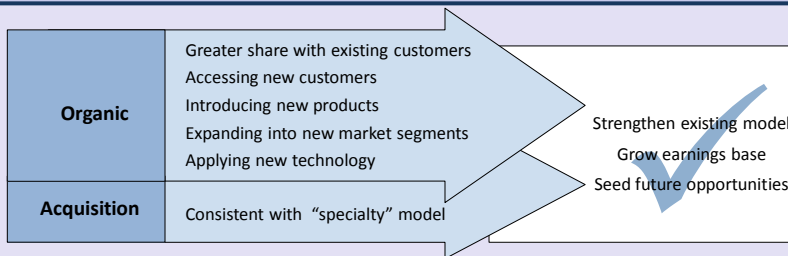 Organic
Greater share with existing customers
Accessing new customers
Introducing new products
Expanding into new market segments
Applying new technology
Acquisition
Consistent with “specialty” model
Strengthen existing model
Grow earnings base
Seed future opportunities